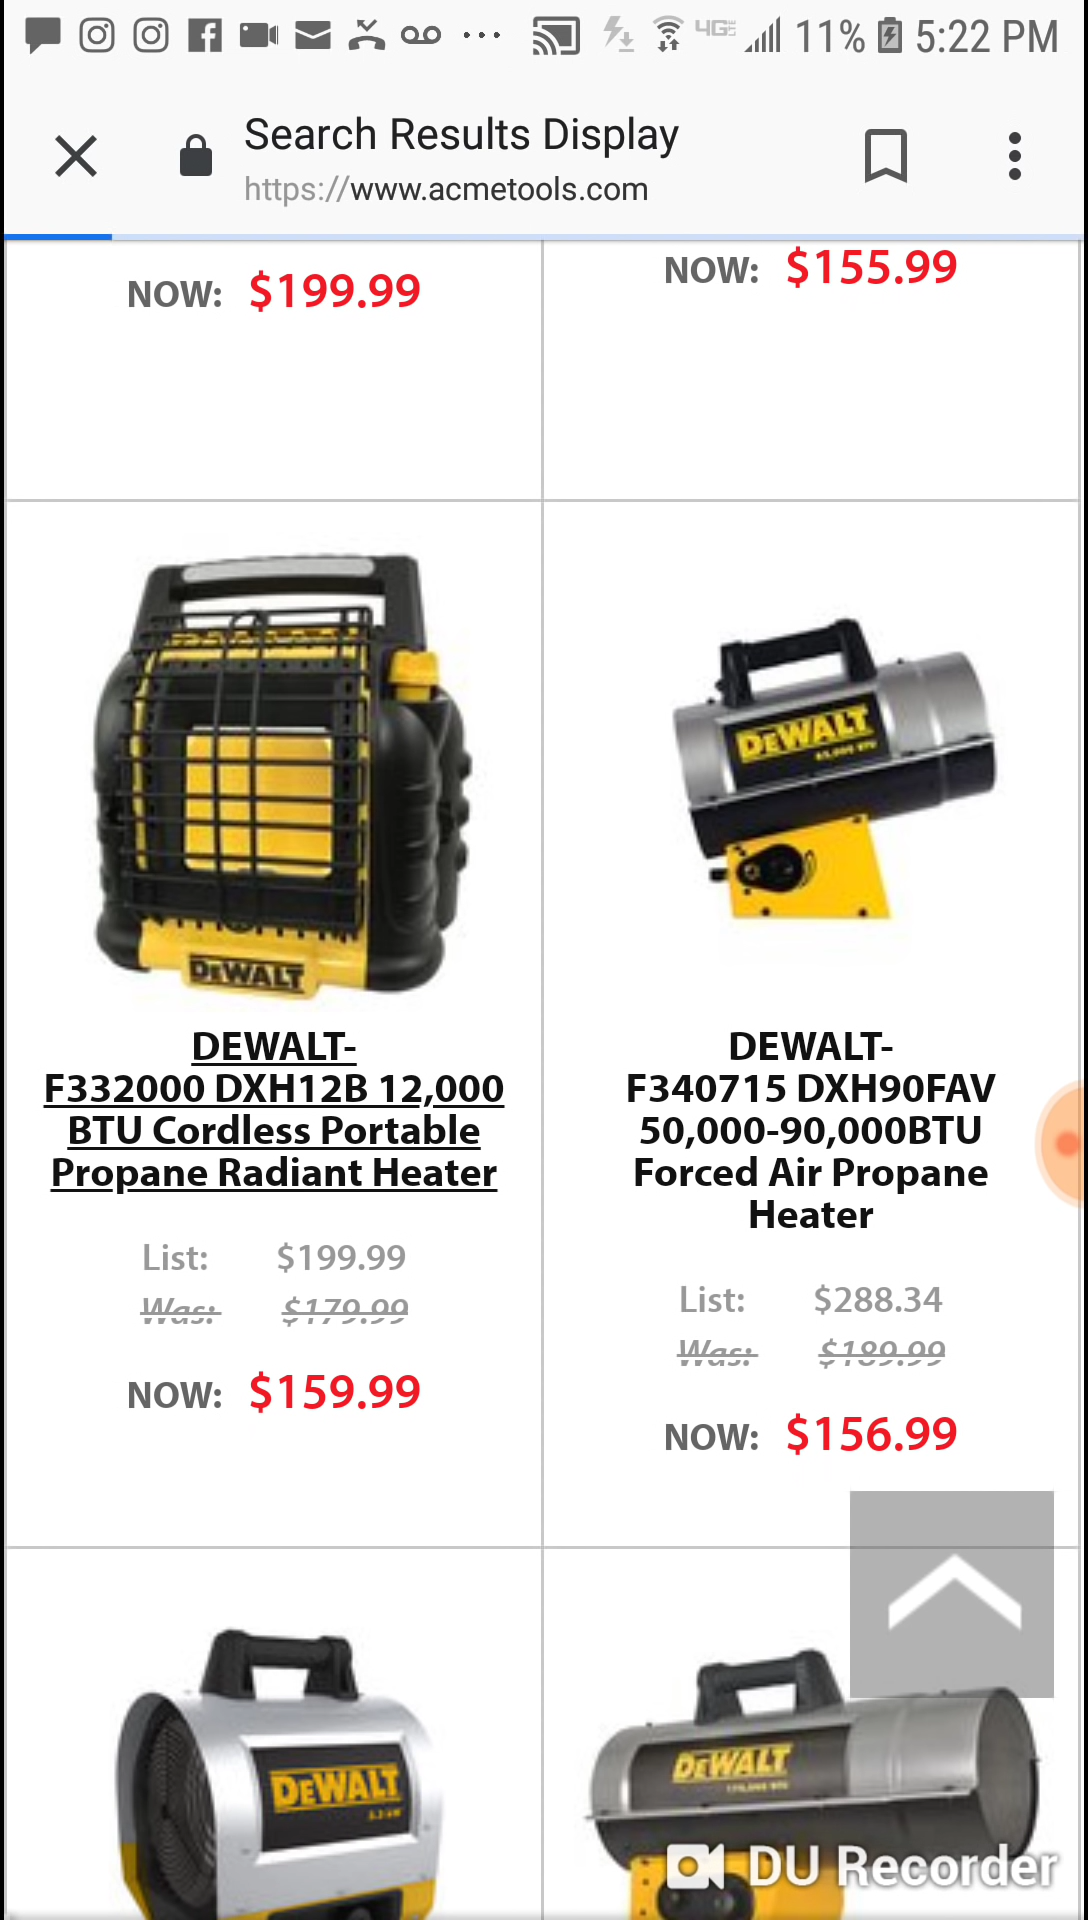 4GE 11% 5:22 PM
Search Results Display
https://www.acmetools.com
NOW: $199.99
NOW: $155.99
DEWALT
DEWALT
DEWALT-
F332000 DXH12B 12,000
BTU Cordless Portable
Propane Radiant Heater
List: $199.99
Was: $179.99
NOW: $159.99
DEWALT-
F340715 DXH90FAV
50,000-90,000BTU
Forced Air Propane
Heater
List: $288.34
Was: $189.99
NOW: $156.99
DEWALT
DEWALT
DU Recorder